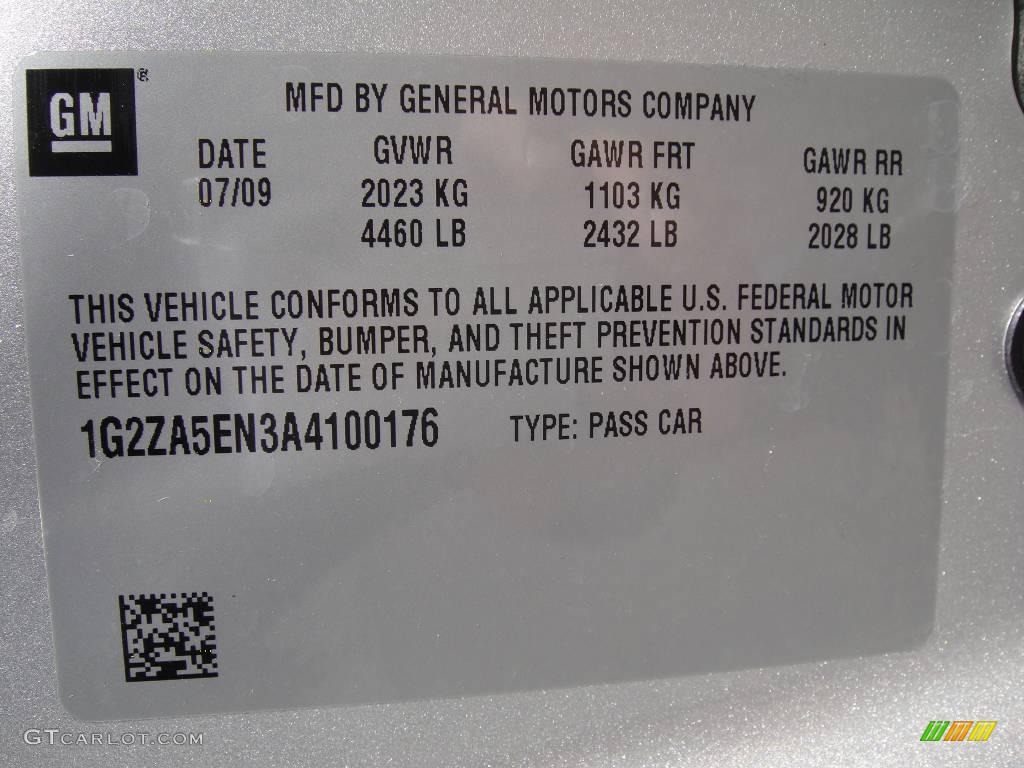 GM ®
MFD BY GENERAL MOTORS COMPANY
DATE GVWR GAWR FRT GAWR RR
07/09 2023 KG 1103 KG 920 KG
4460 LB 2432 LB 2028 LB
THIS VEHICLE CONFORMS TO ALL APPLICABLE U.S. FEDERAL MOTOR
VEHICLE SAFETY, BUMPER, AND THEFT PREVENTION STANDARDS IN
EFFECT ON THE DATE OF MANUFACTURE SHOWN ABOVE.
1G2ZA5EN3A4100176 TYPE: PASS CAR
GTCARLOT.COM